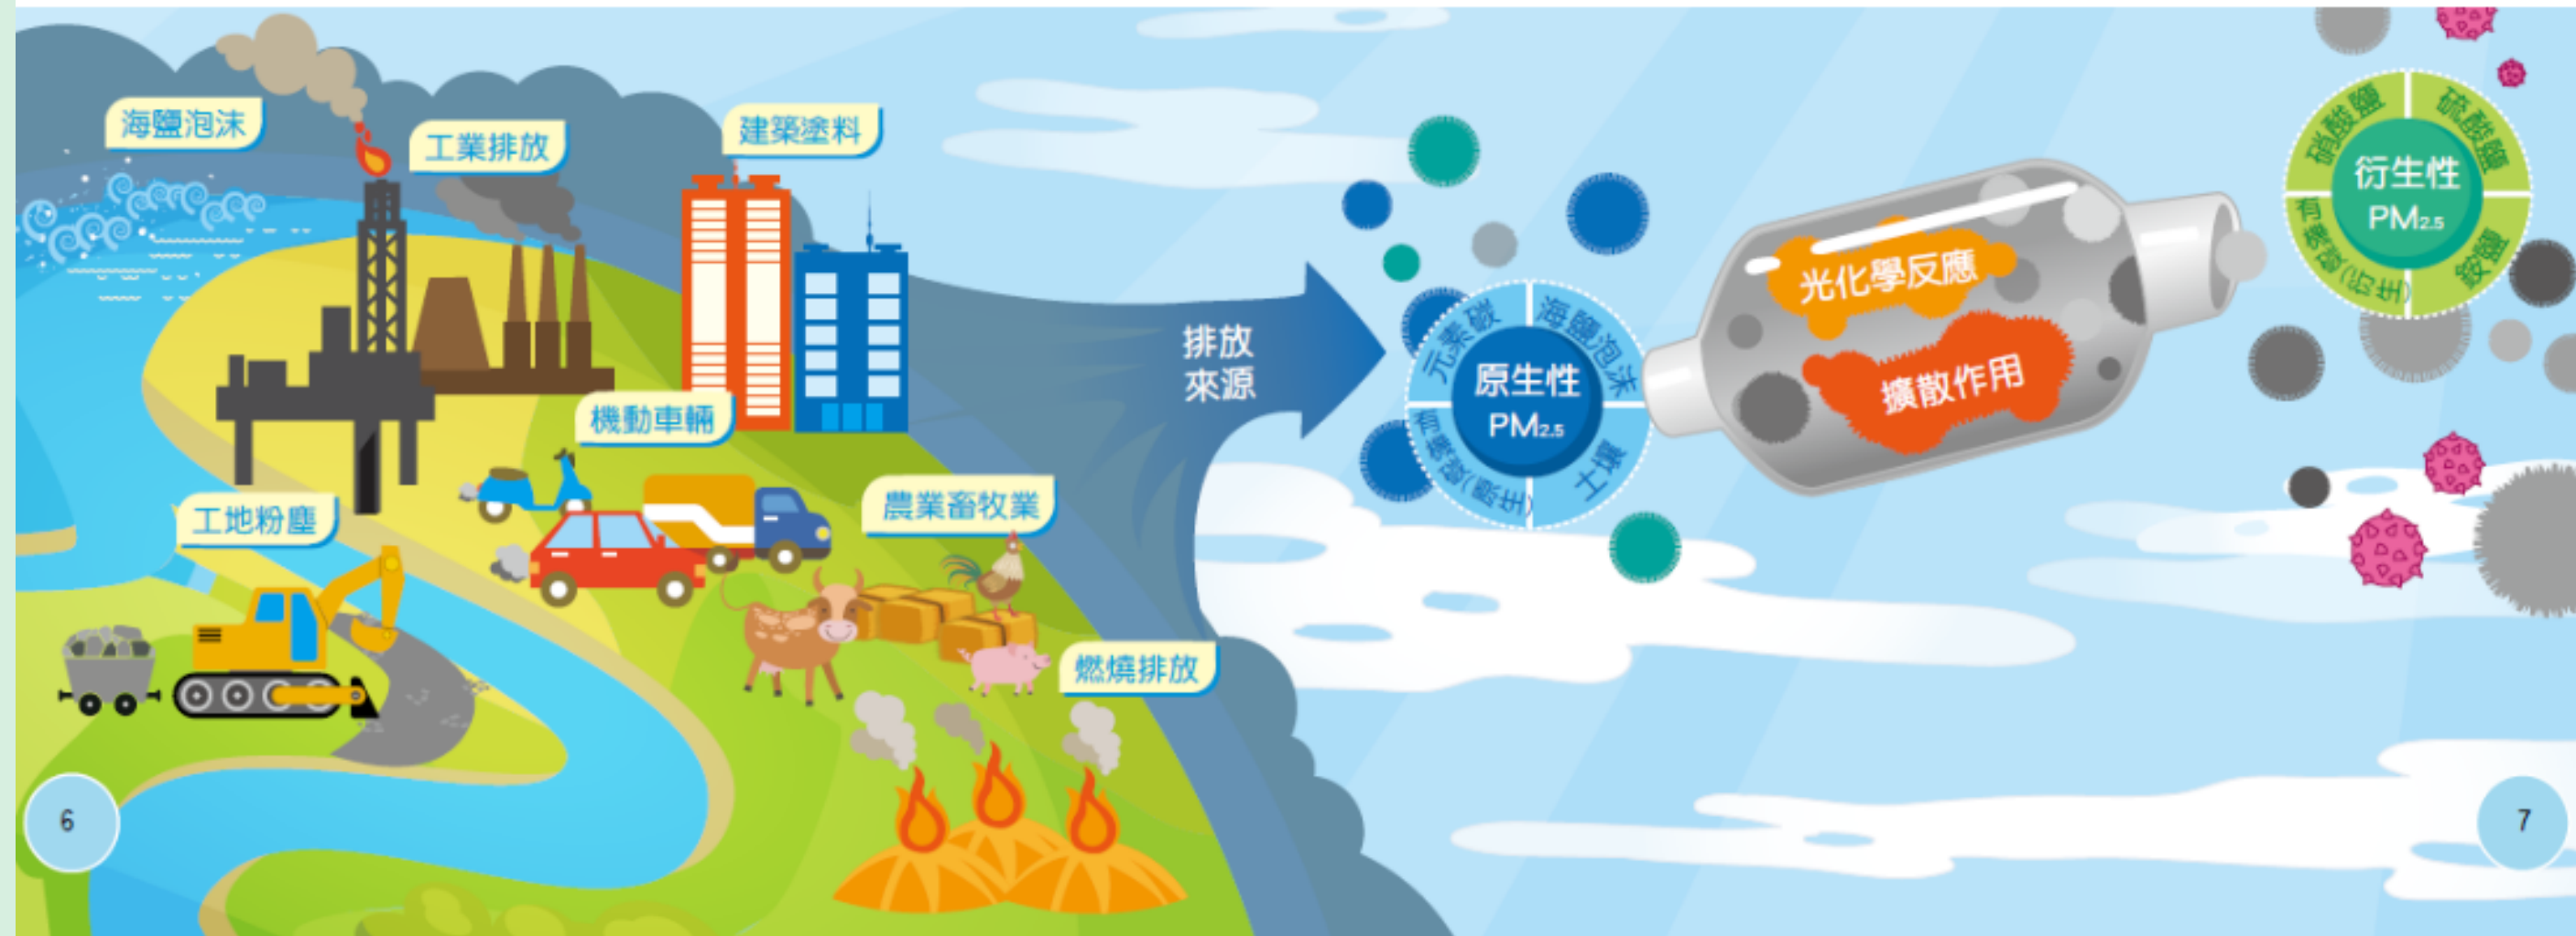 海鹽泡沫
工業排放
建築塗料
機動車輛
工地粉塵
農業畜牧業
燃燒排放
排放
來源
元素碳
海鹽泡沫
原生性
PM2.5
有機碳(原生)
土壤
光化學反應
擴散作用
硝酸鹽
硫酸鹽
衍生性
PM2.5
有機碳(衍生)
銨鹽
6
7